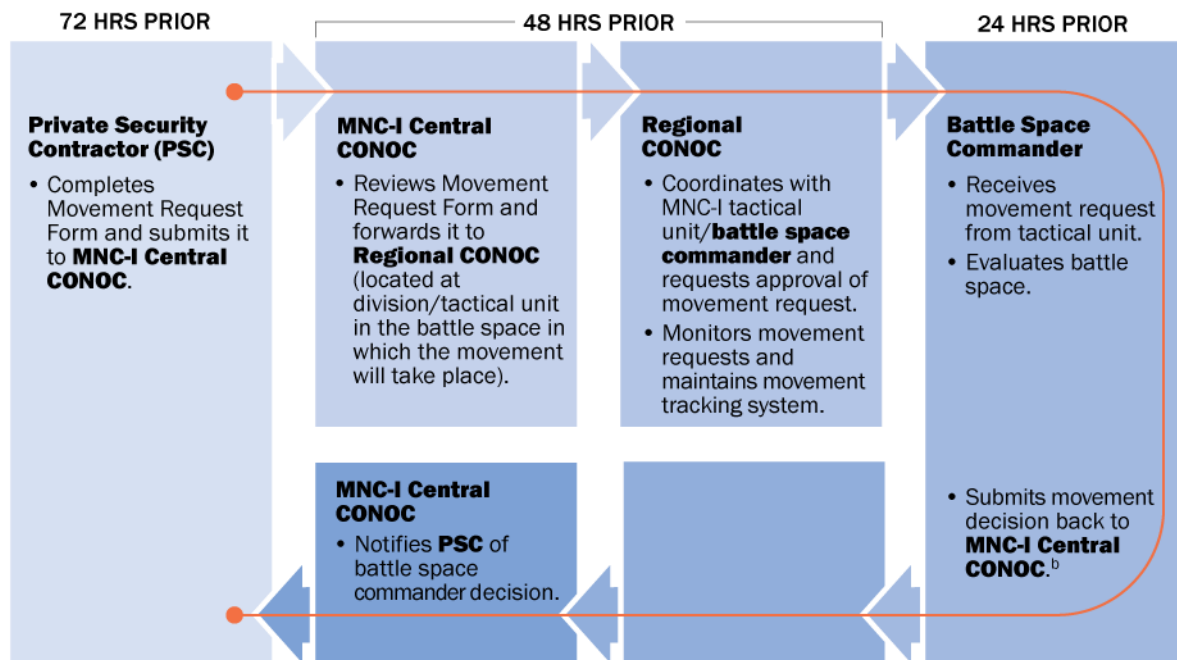 72 HRS PRIOR
48 HRS PRIOR
24 HRS PRIOR
Private Security
Contractor (PSC)
• Completes
Movement Request
Form and submits it
to MNC-I Central
CONOC.
MNC-I Central
CONOC
• Reviews Movement
Request Form and
forwards it to
Regional CONOC
(located at
division/tactical unit
in the battle space in
which the movement
will take place).
Regional
CONOC
• Coordinates with
MNC-I tactical
unit/battle space
commander and
requests approval of
movement request.
• Monitors movement
requests and
maintains movement
tracking system.
Battle Space
Commander
• Receives
movement request
from tactical unit.
• Evaluates battle
space.
• Submits movement
decision back to
MNC-I Central
CONOC.b
MNC-I Central
CONOC
• Notifies PSC of
battle space
commander decision.